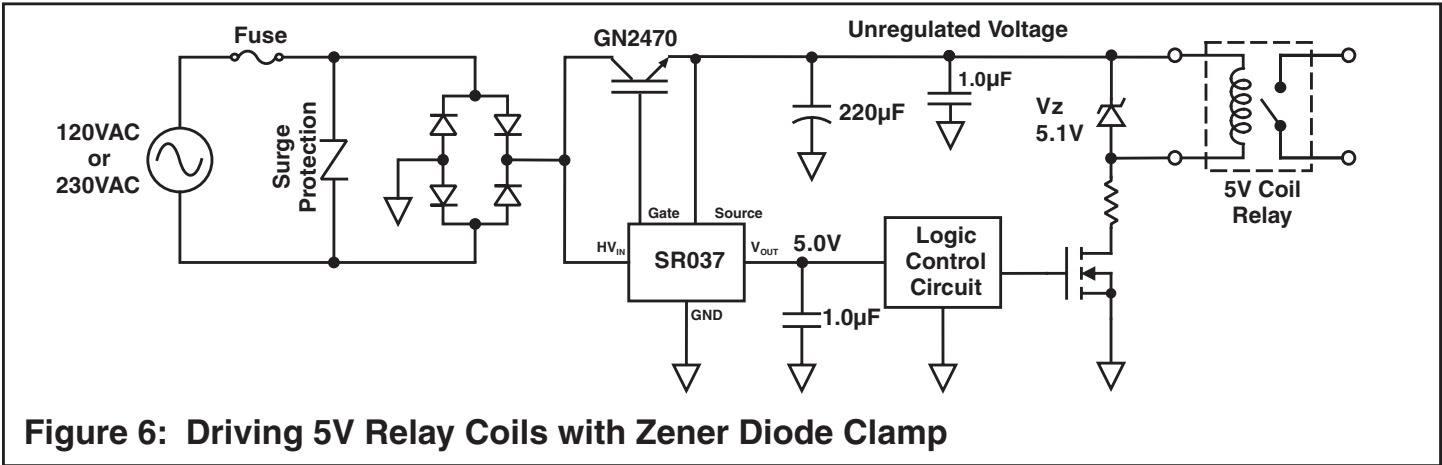 Fuse
GN2470
Unregulated Voltage
120VAC
or
230VAC
Surge
Protection
220µF
1.0µF
Vz
5.1V
5V Coil
Relay
Gate
Source
HVIN
SR037
VOUT
5.0V
GND
1.0µF
Logic
Control
Circuit
Figure 6: Driving 5V Relay Coils with Zener Diode Clamp